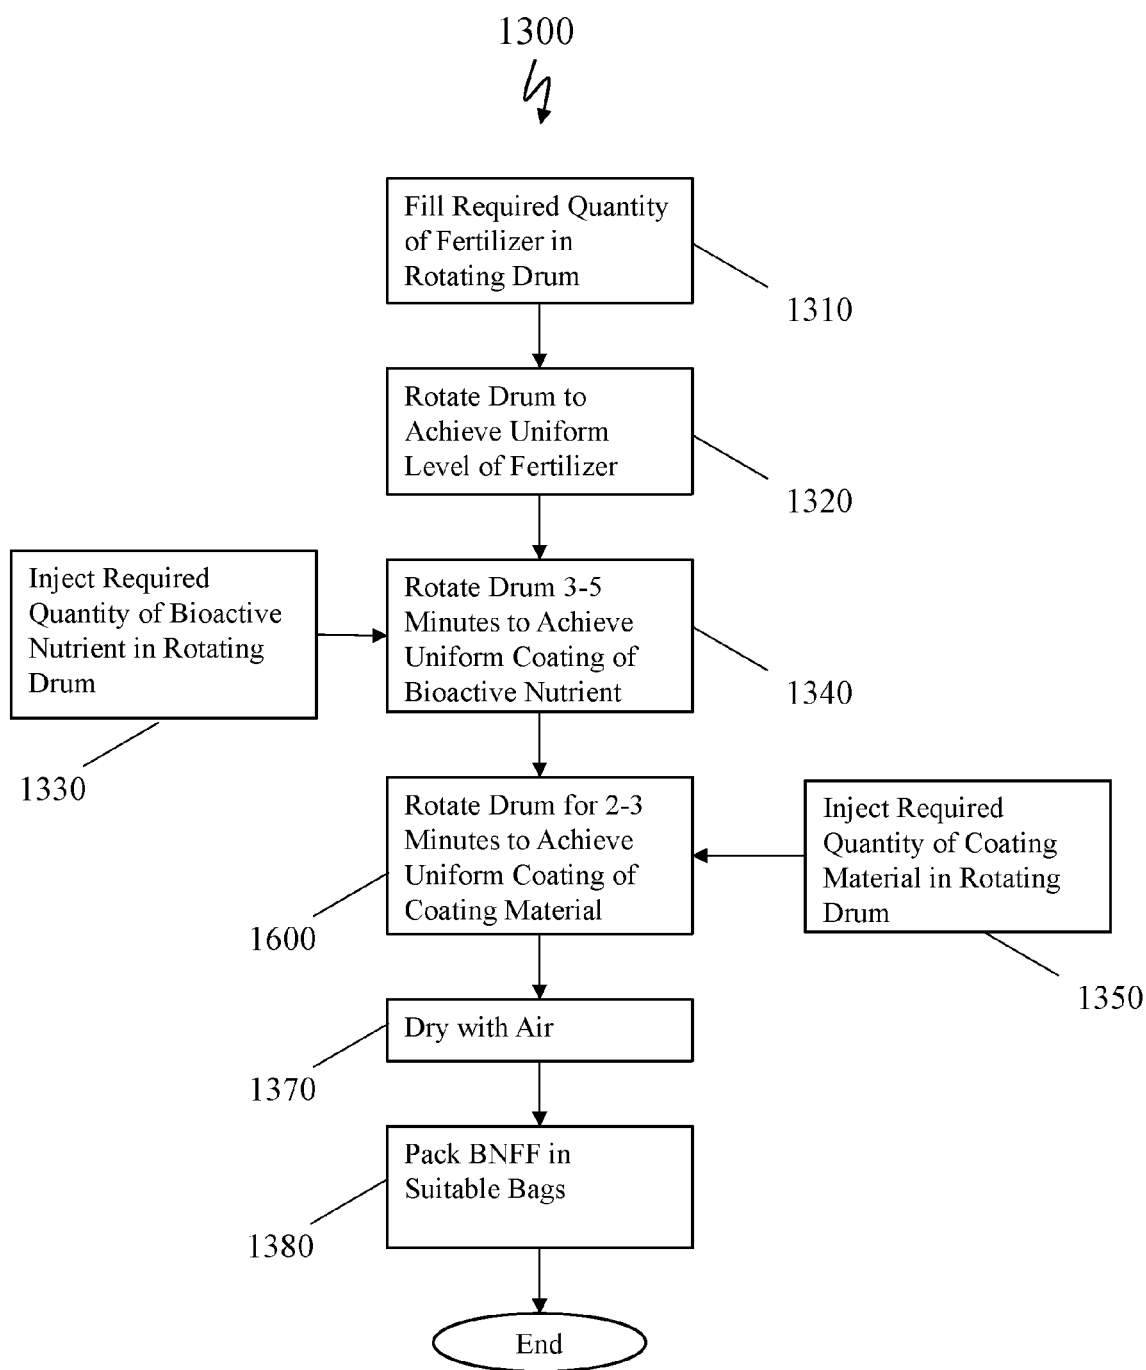 1300
Fill Required Quantity
of Fertilizer in
Rotating Drum
1310
Rotate Drum to
Achieve Uniform
Level of Fertilizer
1320
Inject Required
Quantity of Bioactive
Nutrient in Rotating
Drum
1330
Rotate Drum 3-5
Minutes to Achieve
Uniform Coating of
Bioactive Nutrient
1340
Rotate Drum for 2-3
Minutes to Achieve
Uniform Coating of
Coating Material
1600
Inject Required
Quantity of Coating
Material in Rotating
Drum
1350
Dry with Air
1370
Pack BNFF in
Suitable Bags
1380
End